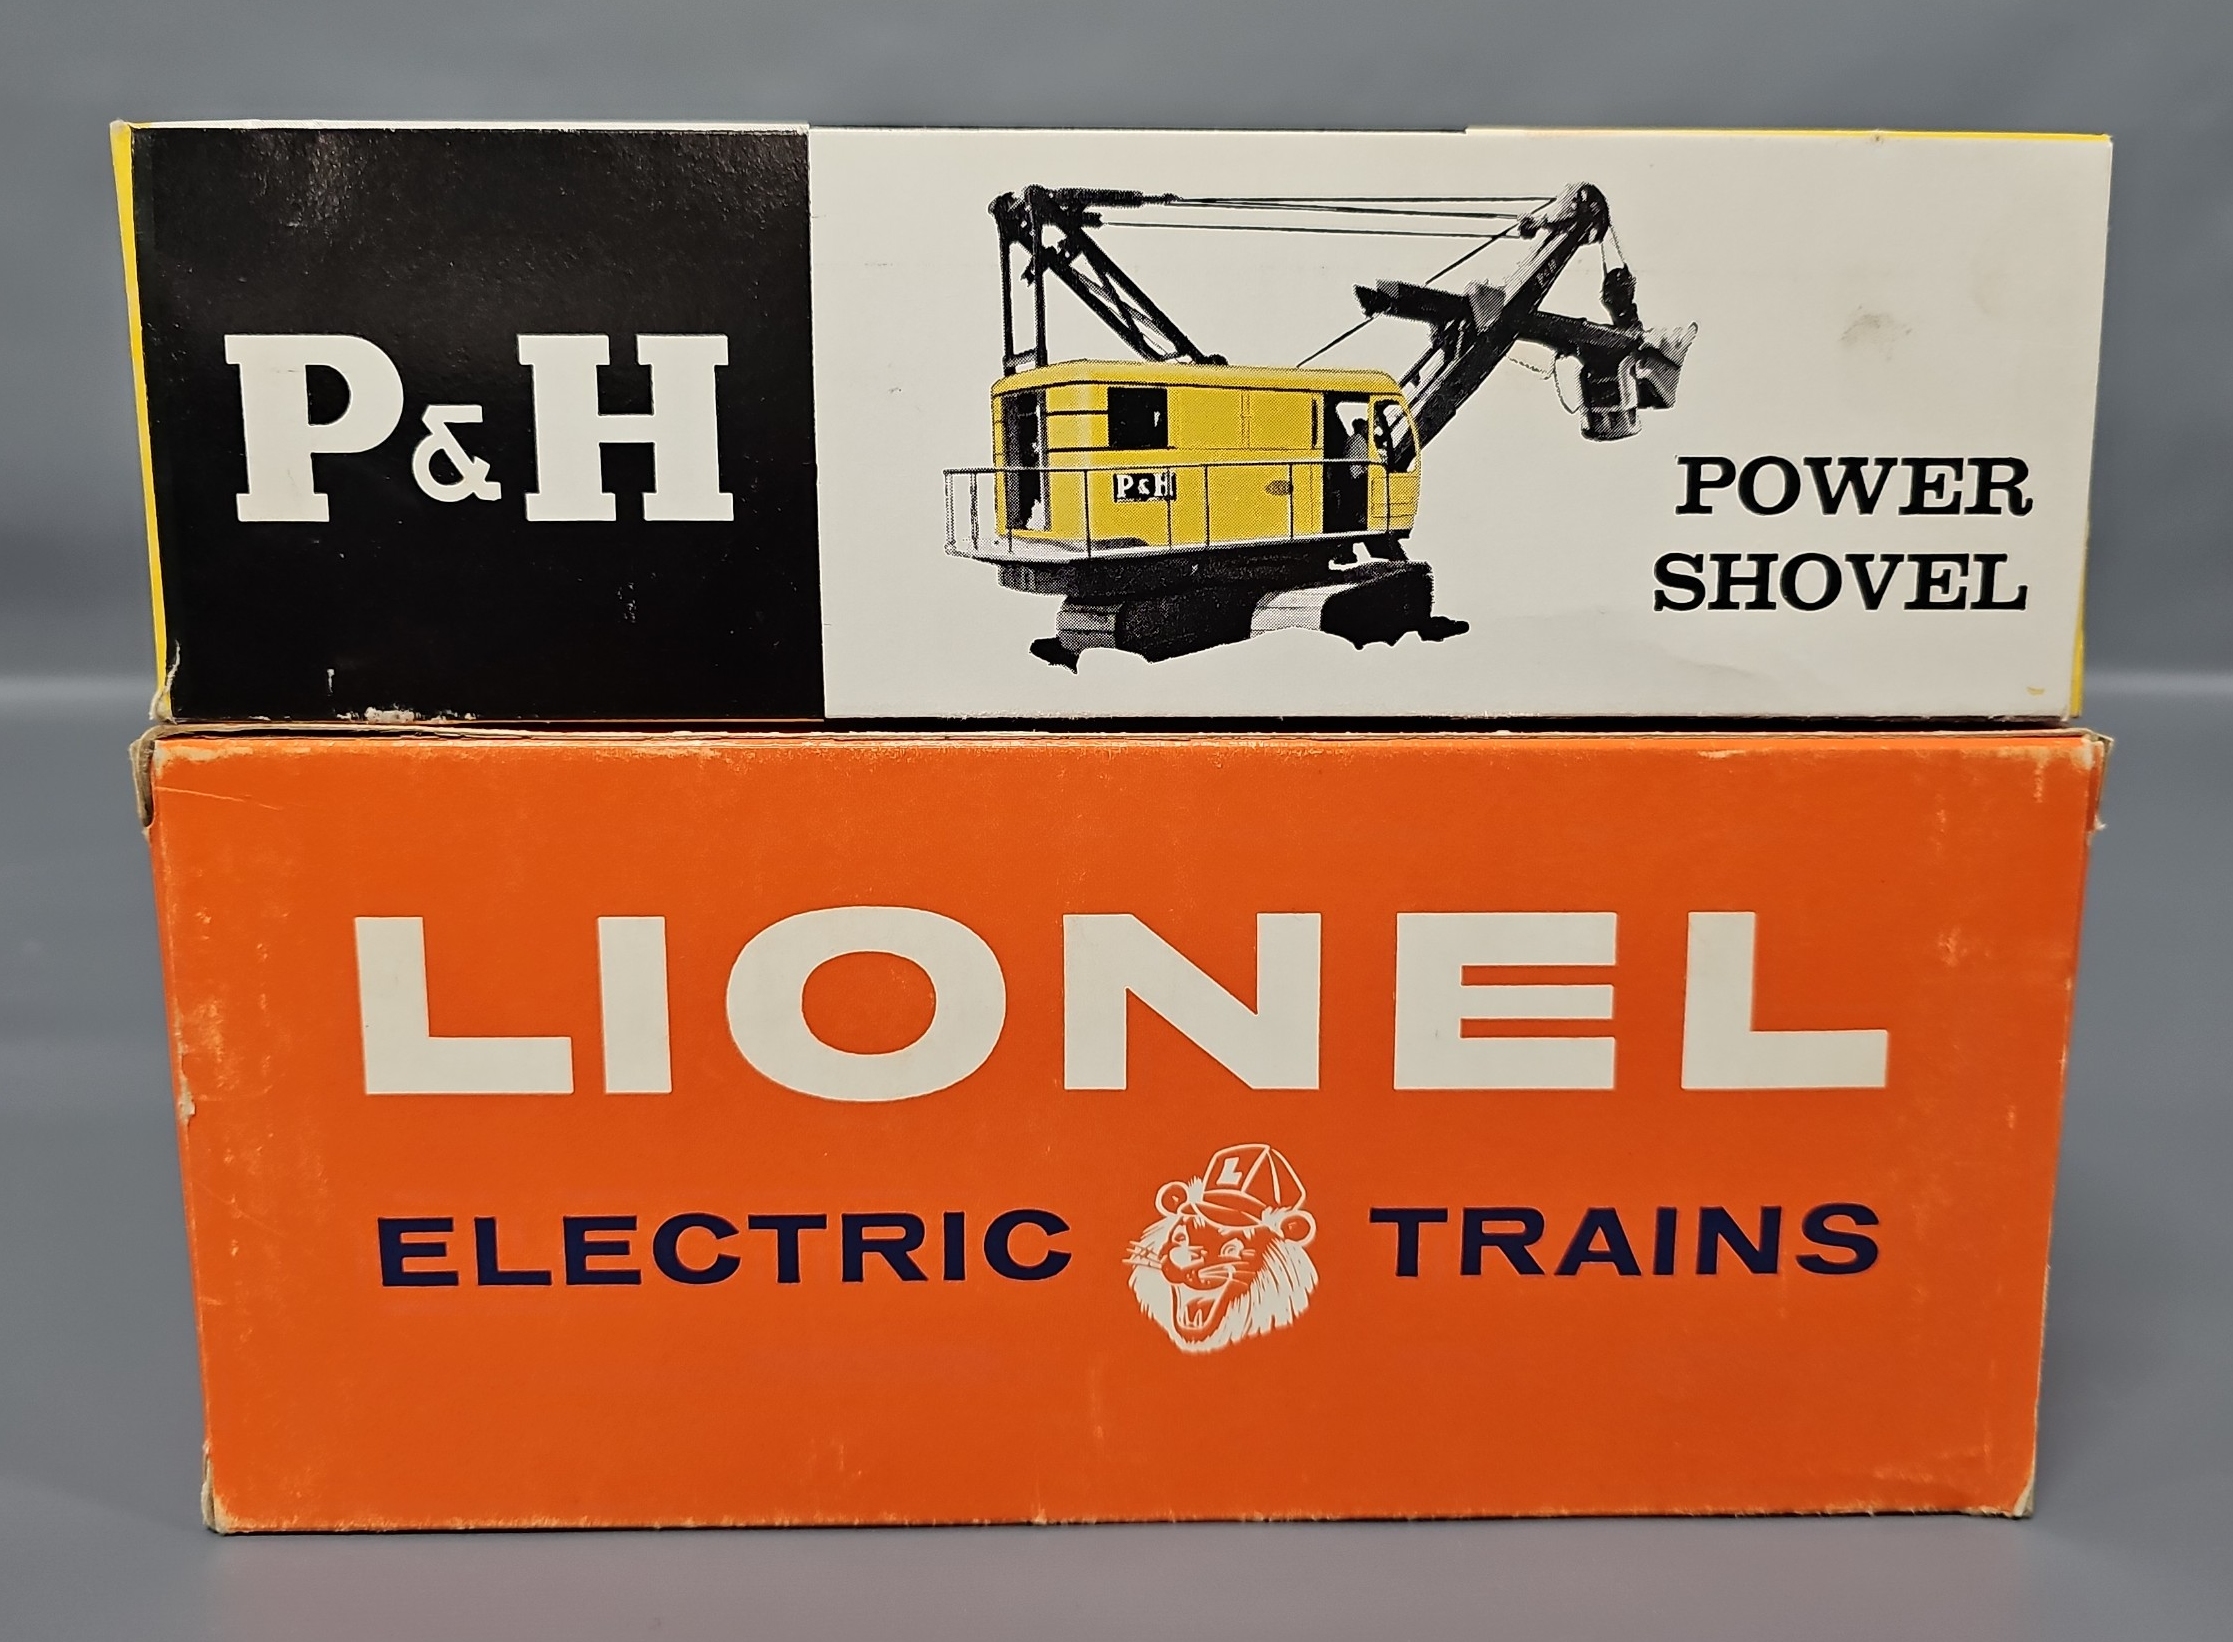 P&H
P&H
P&H
POWER
SHOVEL
LIONEL
L
ELECTRIC TRAINS